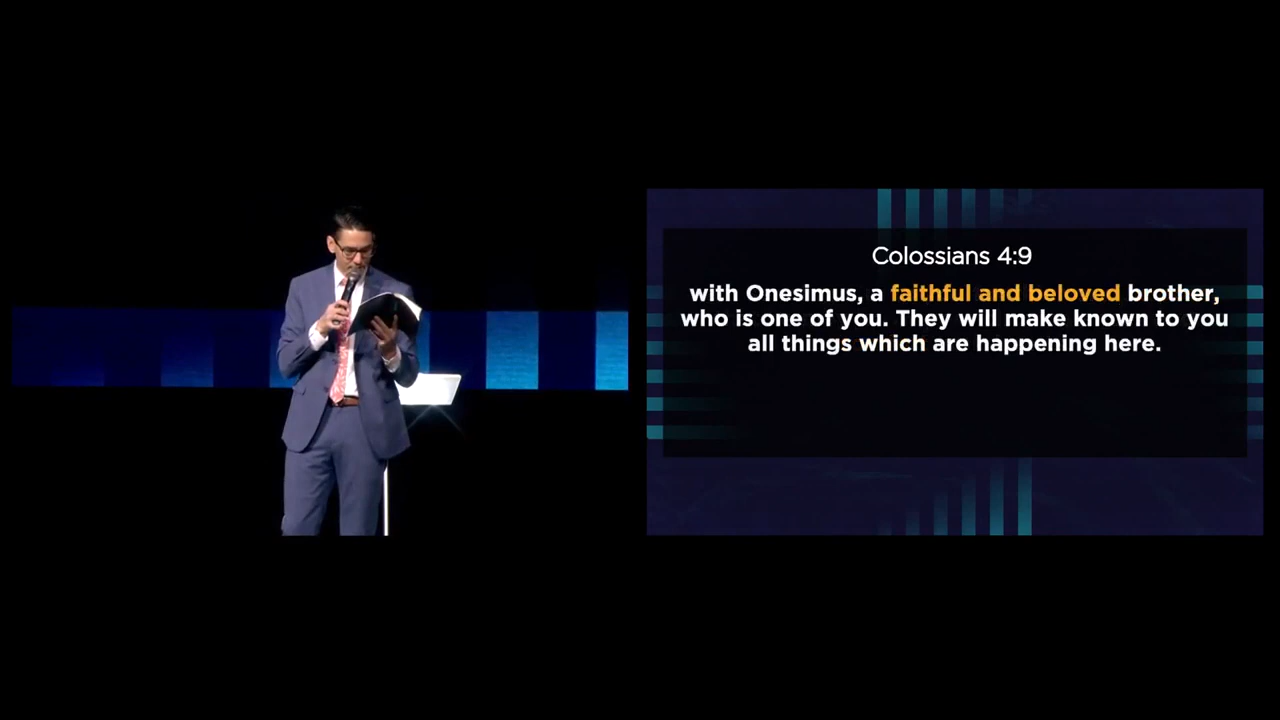 Colossians 4:9
with Onesimus, a faithful and beloved brother,
who is one of you. They will make known to you
all things which are happening here.